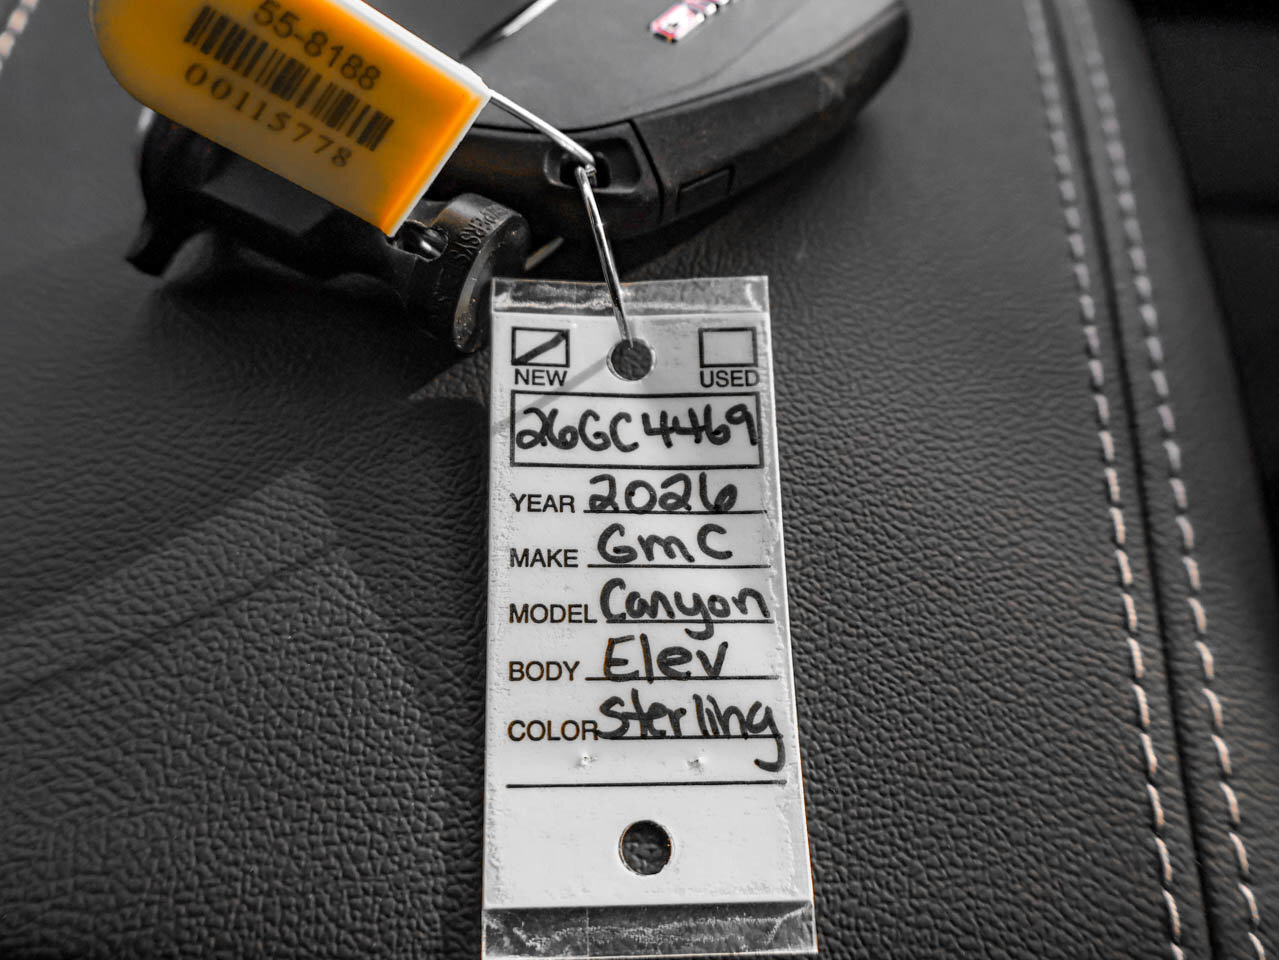 55-8188
00115778
NEW USED
26GC4469
YEAR 2026
MAKE GMC
MODEL Canyon
BODY Elev
COLOR Sterling